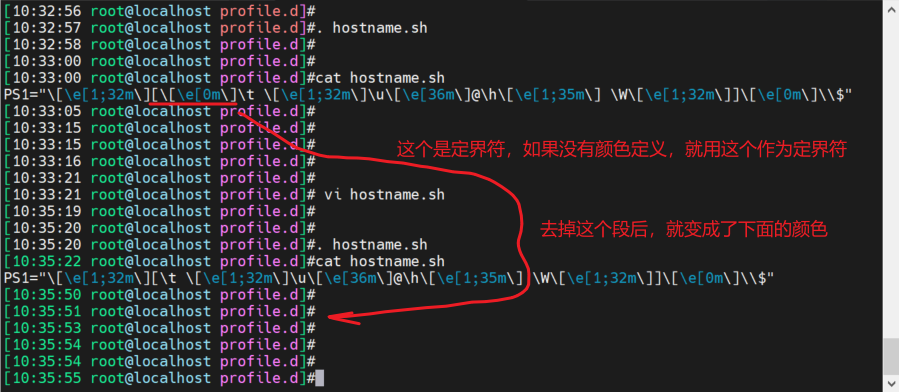 [10:32:56 root@localhost profile.d]#
[10:32:57 root@localhost profile.d]#. hostname.sh
[10:32:58 root@localhost profile.d]#
[10:33:00 root@localhost profile.d]#
[10:33:00 root@localhost profile.d]#cat hostname.sh
PS1="\[\e[1;32m\][\[\e[0m\]\t \[\e[1;32m\]\u\[\e[36m\]@\h\[\e[1;35m\] \W\[\e[1;32m\]]\[\e[0m\]\\$"
[10:33:05 root@localhost profile.d]#
[10:33:15 root@localhost profile.d]#
[10:33:15 root@localhost profile.d]#
这个是定界符，如果没有颜色定义，就用这个作为定界符
[10:33:16 root@localhost profile.d]#
[10:33:21 root@localhost profile.d]#
[10:33:21 root@localhost profile.d]# vi hostname.sh
[10:35:19 root@localhost profile.d]#
[10:35:20 root@localhost profile.d]#
去掉这个段后，就变成了下面的颜色
[10:35:20 root@localhost profile.d]#. hostname.sh
[10:35:22 root@localhost profile.d]#cat hostname.sh
PS1="\[\e[1;32m\][\t \[\e[1;32m\]\u\[\e[36m\]@\h\[\e[1;35m\] \W\[\e[1;32m\]]\[\e[0m\]\\$"
[10:35:50 root@localhost profile.d]#
[10:35:51 root@localhost profile.d]#
[10:35:53 root@localhost profile.d]#
[10:35:54 root@localhost profile.d]#
[10:35:54 root@localhost profile.d]#
[10:35:55 root@localhost profile.d]#